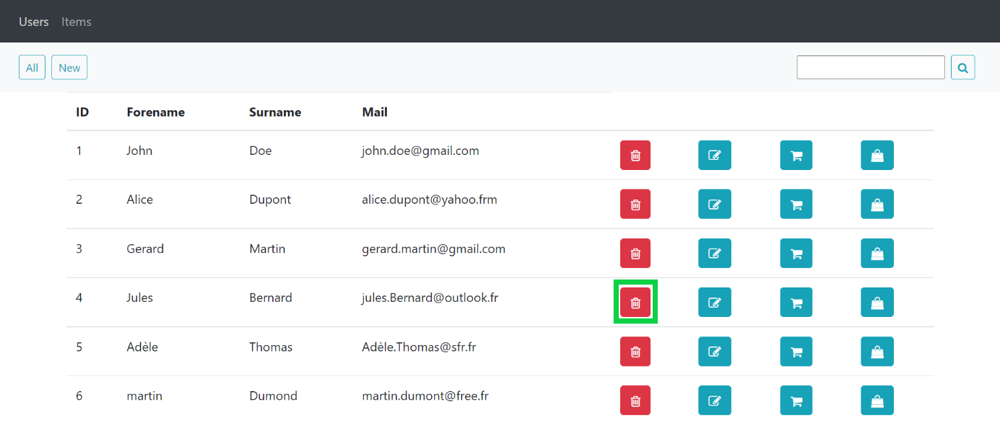 Users Items
All New
ID Forename Surname Mail
1 John Doe john.doe@gmail.com
2 Alice Dupont alice.dupont@yahoo.frm
3 Gerard Martin gerard.martin@gmail.com
4 Jules Bernard jules.Bernard@outlook.fr
5 Adèle Thomas Adèle.Thomas@sfr.fr
6 martin Dumond martin.dumont@free.fr